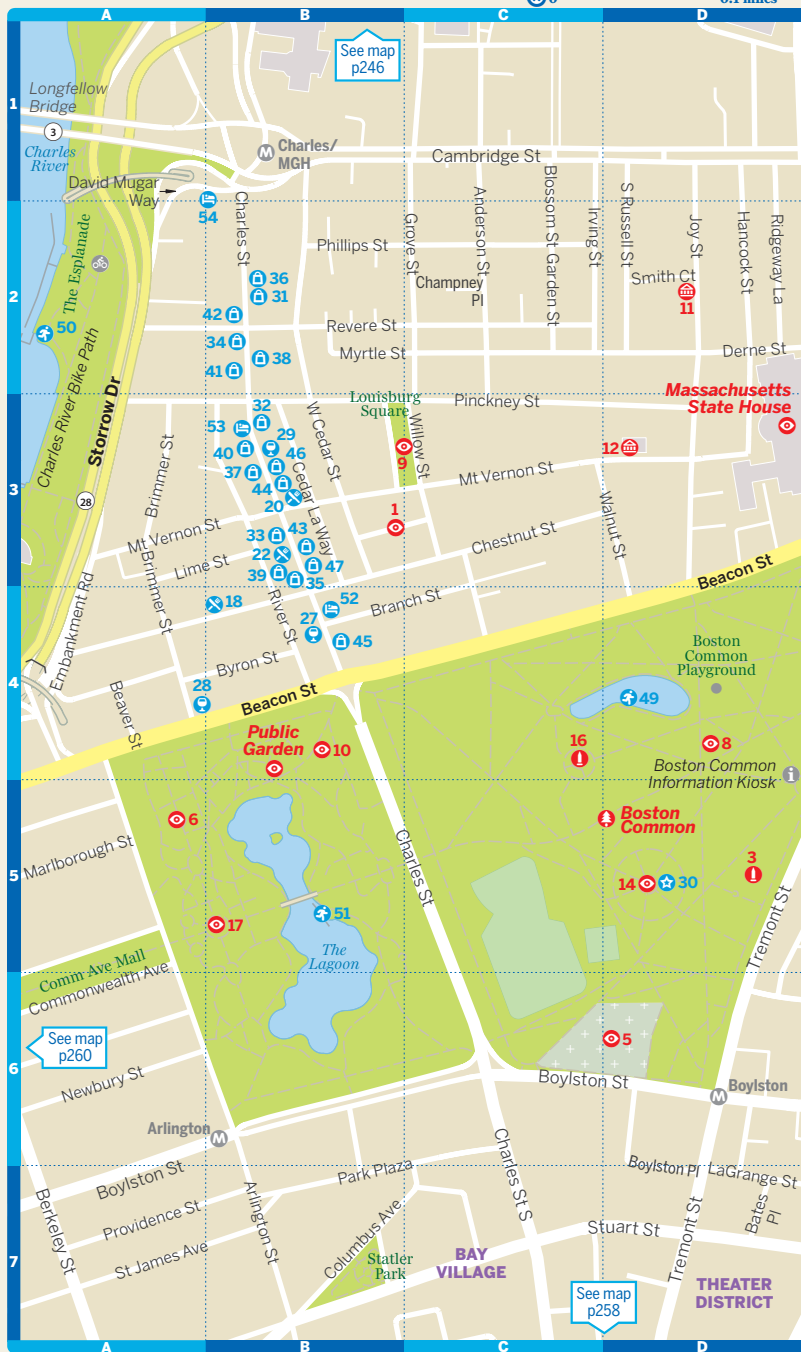 0
0.1 miles
A
B
C
D
See map
p246
1
Longfellow
Bridge
3
Charles
River
M Charles/
MGH
Cambridge St
David Mugar
Way
54
Charles St
Grove St
Anderson St
Blossom St
Garden St
Irving St
S Russell St
Joy St
Hancock St
Ridgeway La
Phillips St
2
The Esplanade
36
31
Champney
Pl
Smith Ct
11
42
50
Revere St
34
Myrtle St
38
41
Derne St
Charles River Bike Path
Storrow Dr
Louisburg
Square
Pinckney St
Massachusetts
State House
32
53
29
W Cedar St
Willow St
40
46
9
12
37
44
Cedar La Way
Mt Vernon St
3
20
28
Brimmer St
1
Walnut St
Mt Vernon St
33
43
Chestnut St
22
Lime St
47
39
35
Beacon St
Embankment Rd
Brimmer St
18
River St
52
Branch St
27
45
Boston
Common
Playground
Byron St
4
28
Beacon St
49
Beaver St
Public
Garden
10
16
8
Boston Common
Information Kiosk
i
6
Boston
Common
Charles St
Marlborough St
3
5
14
30
51
17
Tremont St
The
Lagoon
Comm Ave Mall
Commonwealth Ave
See map
p260
5
6
Newbury St
Boylston St
M Boylston
Arlington M
Boylston St
Park Plaza
Charles St S
Boylston Pl
LaGrange St
Berkeley St
Providence St
Arlington St
Columbus Ave
Stuart St
Bates
Pl
St James Ave
Statler
Park
BAY
VILLAGE
Tremont St
7
See map
p258
THEATER
DISTRICT
A
B
C
D